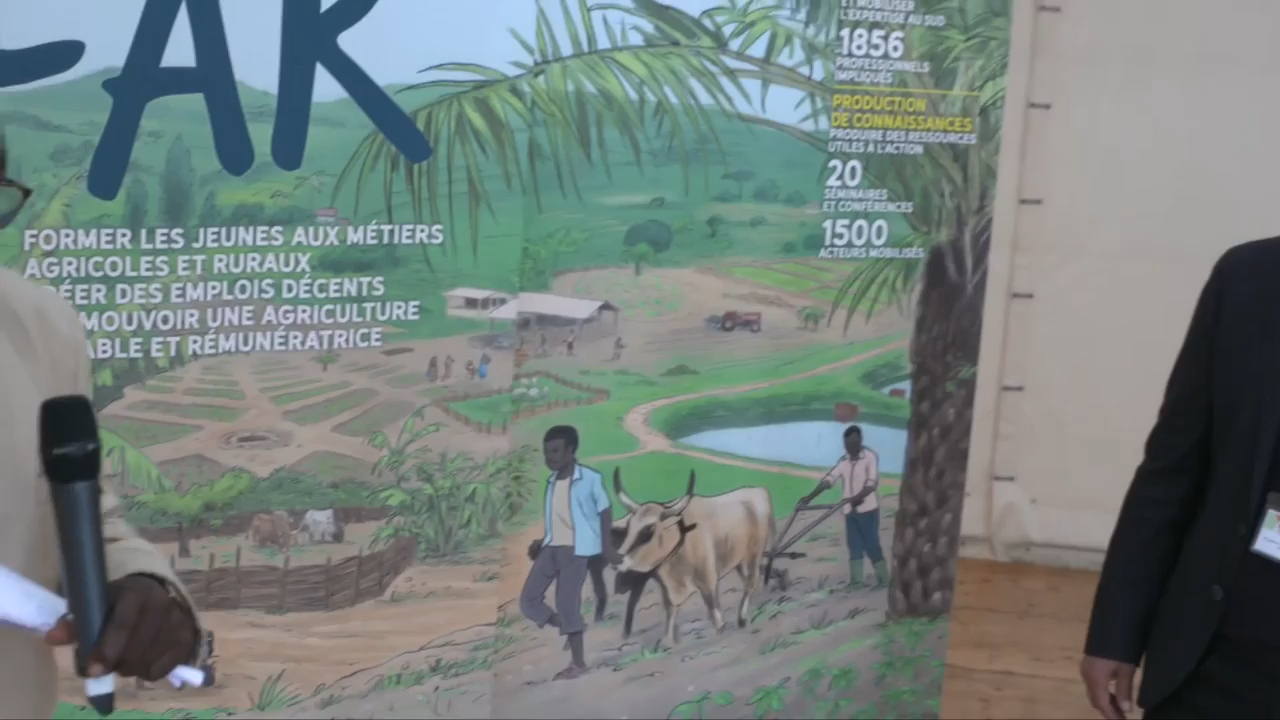 AR
FORMER LES JEUNES AUX MÉTIERS
AGRICOLES ET RURAUX
ÉER DES EMPLOIS DÉCENTS
MOUVOIR UNE AGRICULTURE
ABLE ET RÉMUNÉRATRICE
ET MOBILISER
L'EXPERTISE AU SUD
1856
PROFESSIONNELS
IMPLIQUÉS
PRODUCTION
DE CONNAISSANCES
PRODUIRE DES RESSOURCES
UTILES À L'ACTION
20
SÉMINAIRES
ET CONFÉRENCES
1500
ACTEURS MOBILISÉS